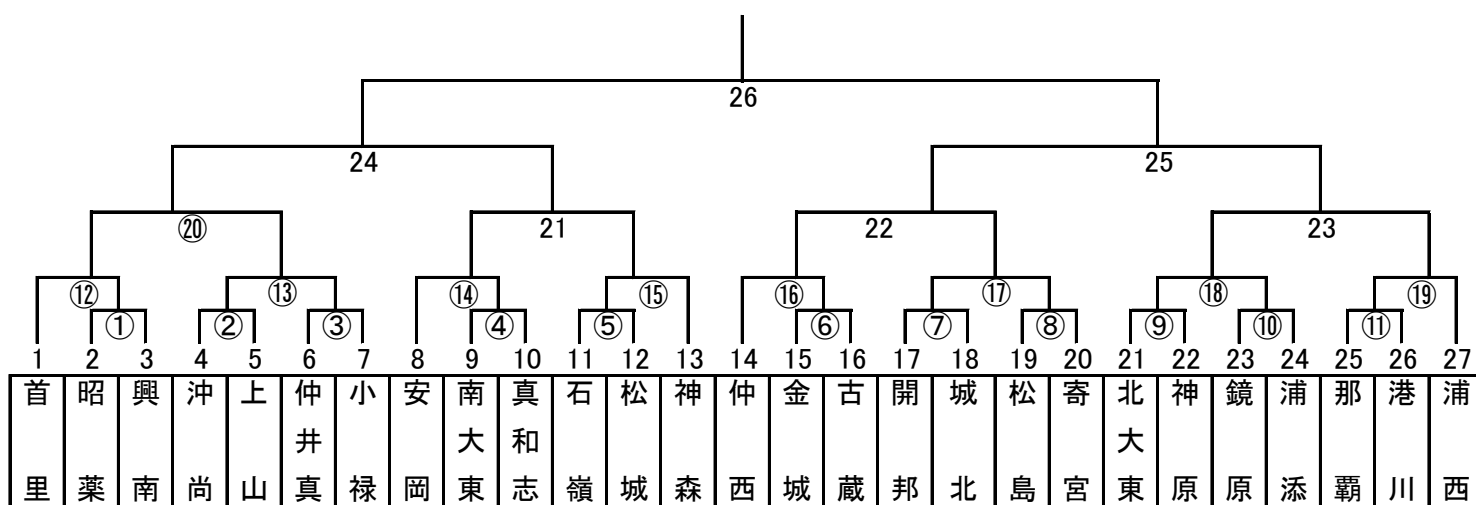 26
24 25
⑳ 21 22 23
⑫ ⑬ ⑭ ⑮ ⑯ ⑰ ⑱ ⑲
① ② ③ ④ ⑤ ⑥ ⑦ ⑧ ⑨ ⑩ ⑪
1 2 3 4 5 6 7 8 9 10 11 12 13 14 15 16 17 18 19 20 21 22 23 24 25 26 27
首里
昭薬
興南
沖尚
上山
仲井真
小禄
安岡
南大東
真和志
石嶺
松城
神森
仲西
金城
古蔵
開邦
城北
松島
寄宮
北大東
神原
鏡原
浦添
那覇
港川
浦西